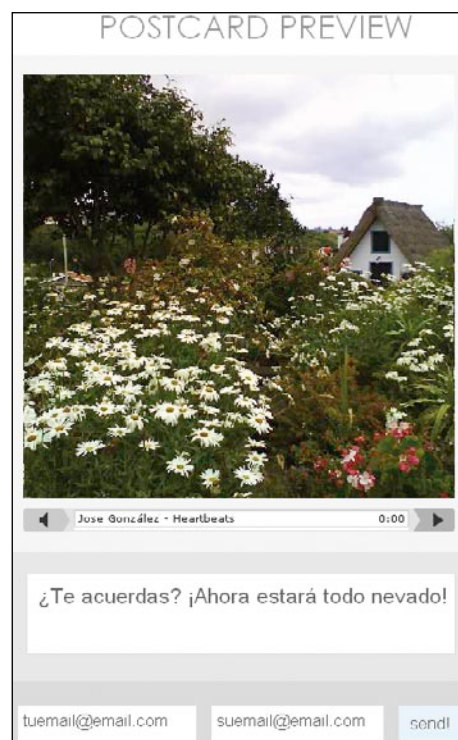 POSTCARD PREVIEW
Jose González - Heartbeats 0:00
¿Te acuerdas? ¡Ahora estará todo nevado!
tuemail@email.com suemail@email.com send!